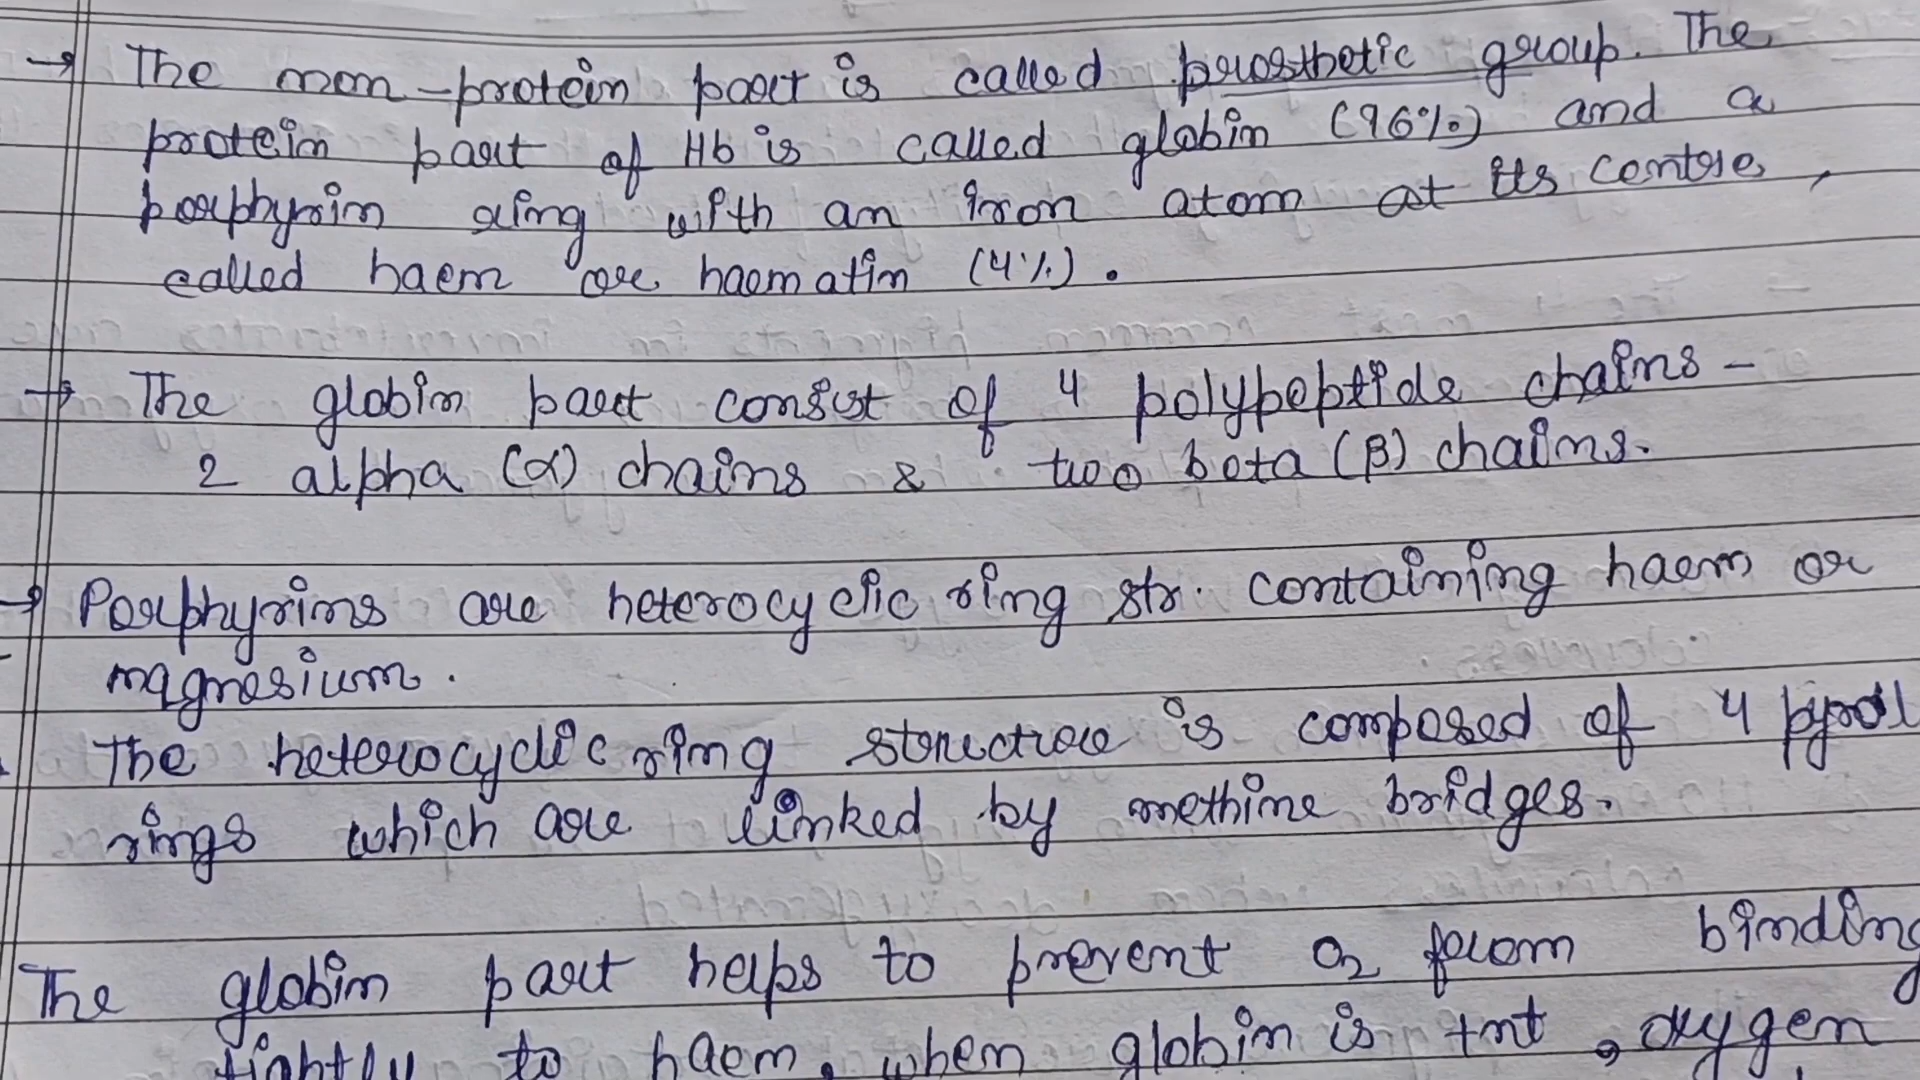 → The non-protein part is called prosthetic group. The
protein part of Hb is called globin (96%) and a
porphyrin ring with an iron atom at its centre,
called haem or haematin (4%).
→ The globin part consist of 4 polypeptide chains -
2 alpha (α) chains & two beta (β) chains.
→ Porphyrins are heterocyclic ring str. containing haem or
magnesium.
The heterocyclic ring structure is composed of 4 pyroll
rings which are linked by methine bridges.
The globin part helps to prevent O2 from binding
tightly to haem, when globin is tnt, oxygen